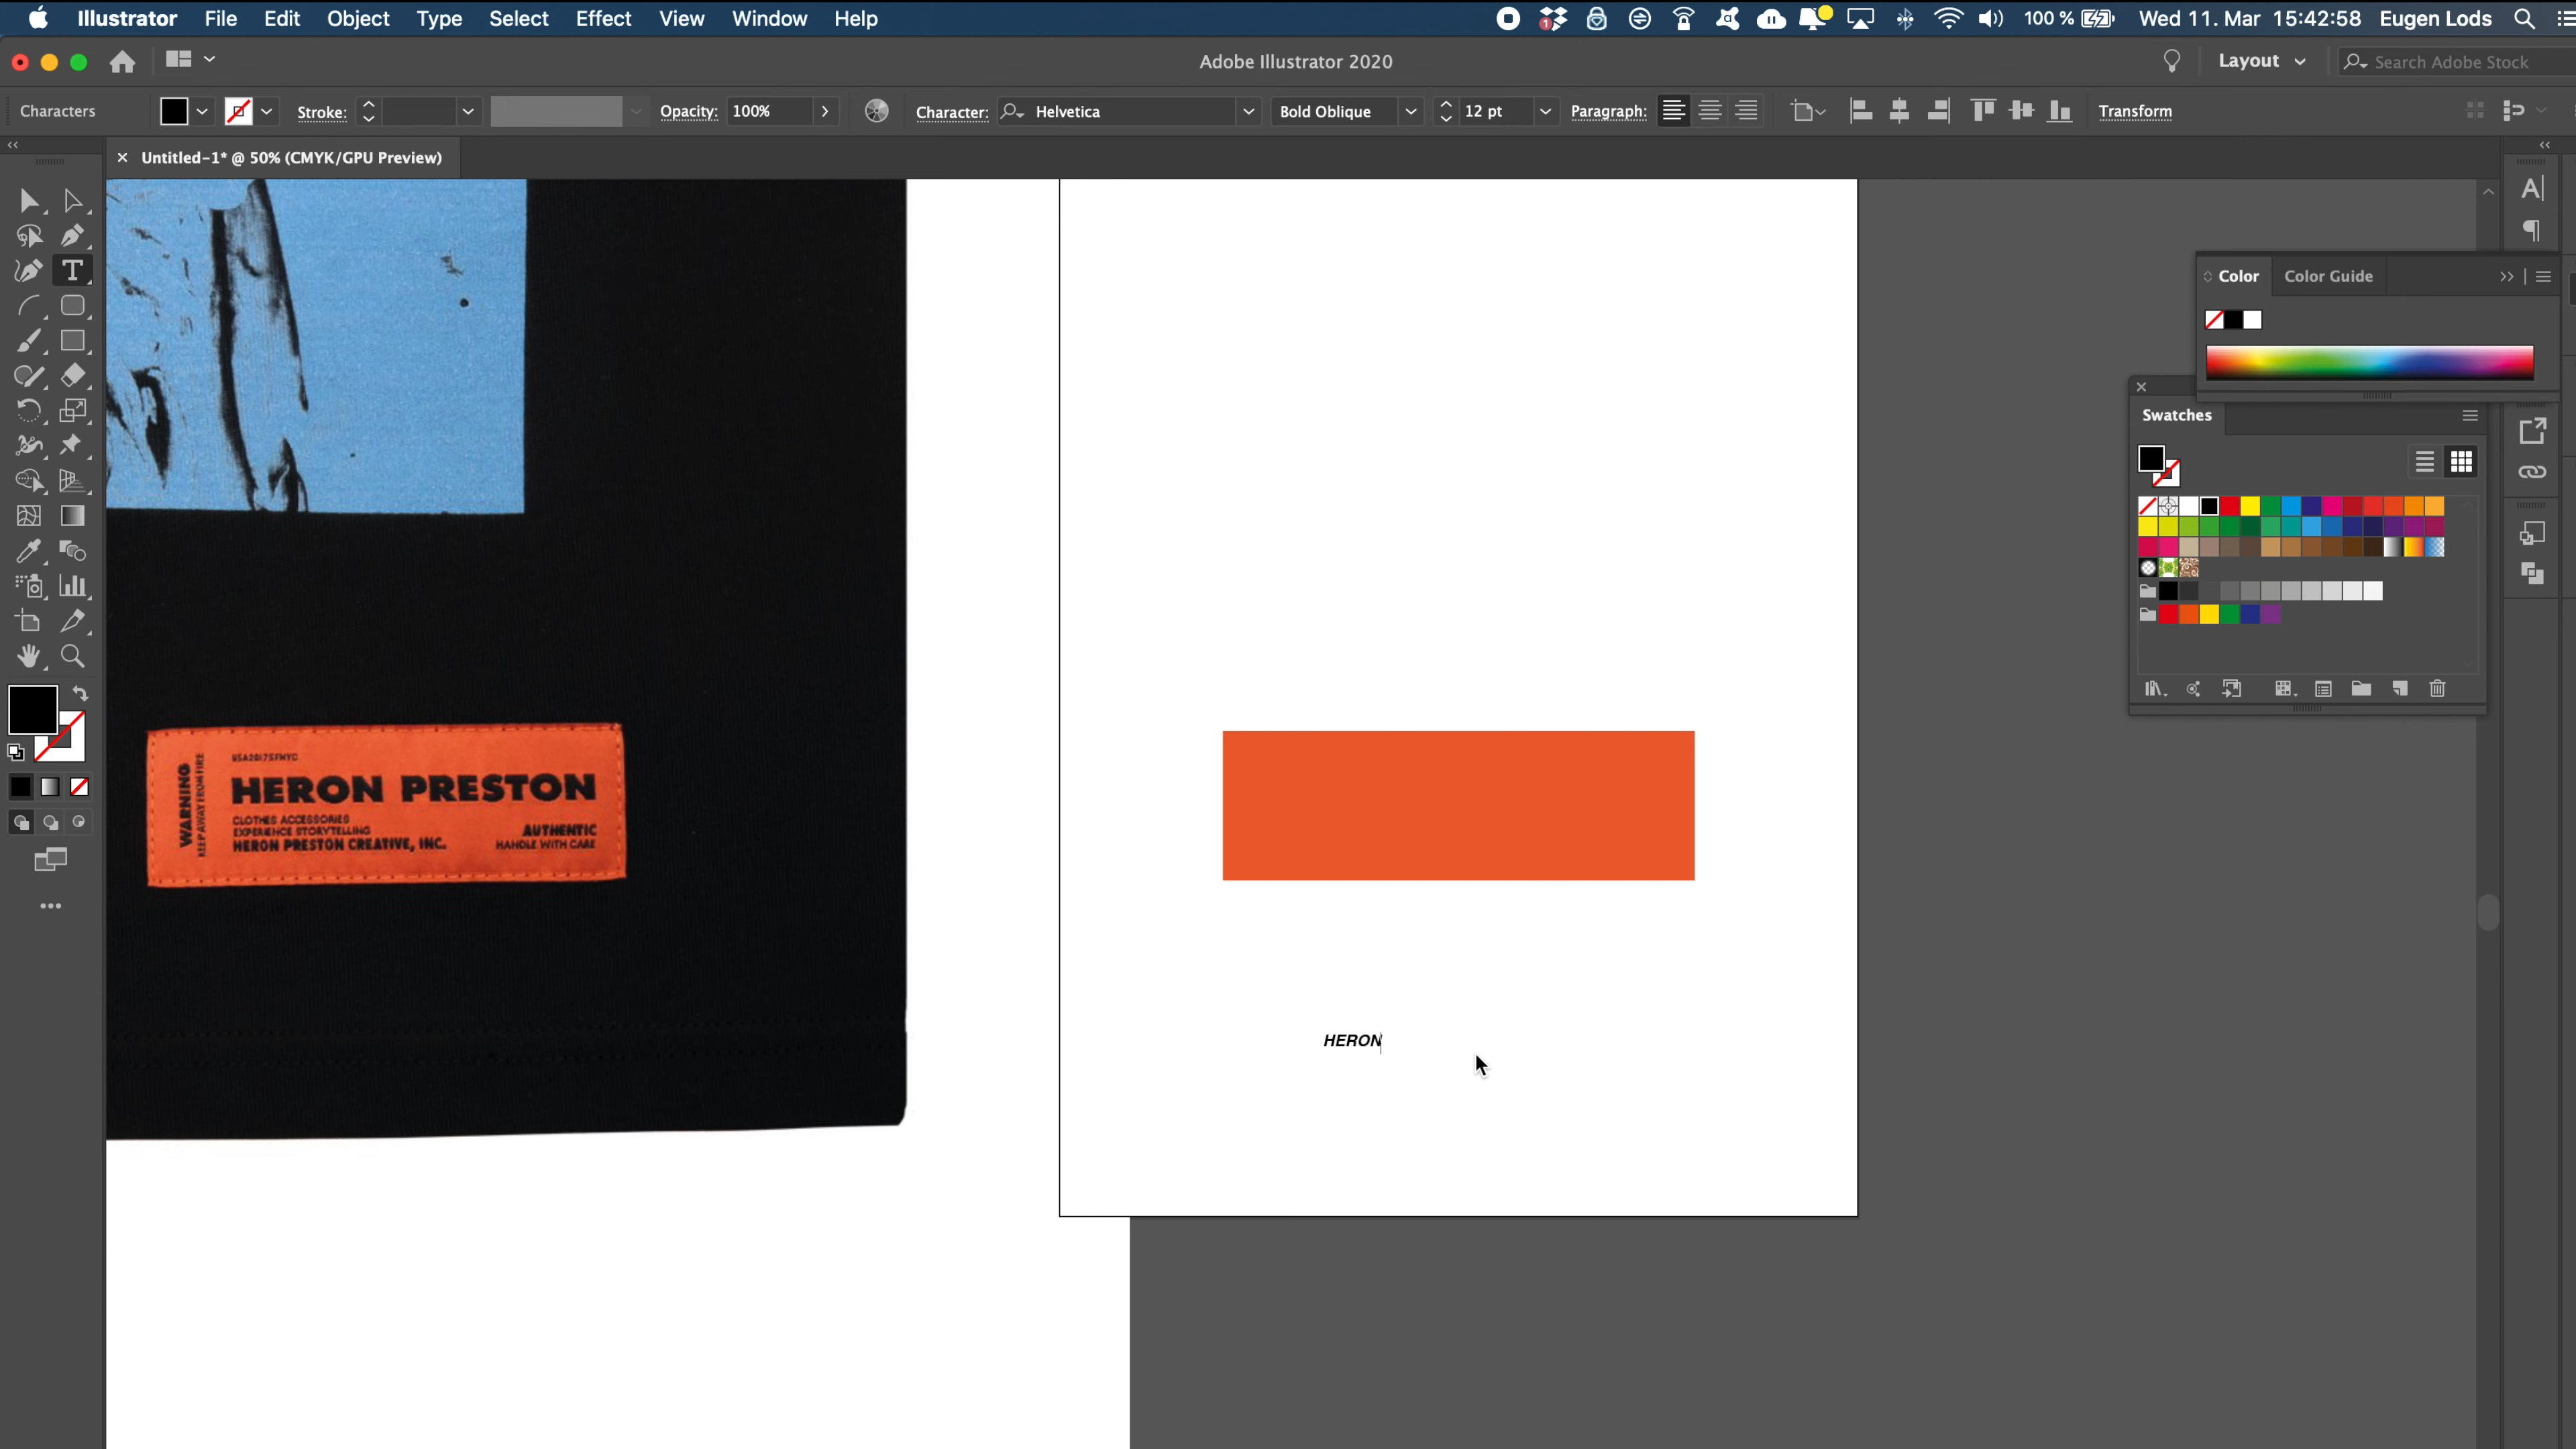 Illustrator File Edit Object Type Select Effect View Window Help
1
100 %
Wed 11. Mar 15:42:58 Eugen Lods
Adobe Illustrator 2020
Layout
Search Adobe Stock
Characters
Stroke:
Opacity: 100%
Character: Helvetica
Bold Oblique
12 pt
Paragraph:
Transform
Untitled-1* @ 50% (CMYK/GPU Preview)
Color Color Guide
Swatches
WARNING
KEEP AWAY FROM FIRE
HERON PRESTON
CLOTHES ACCESSORIES
EXPERIENCE STORYTELLING
HERON PRESTON CREATIVE, INC.
AUTHENTIC
HANDLE WITH CARE
HERON